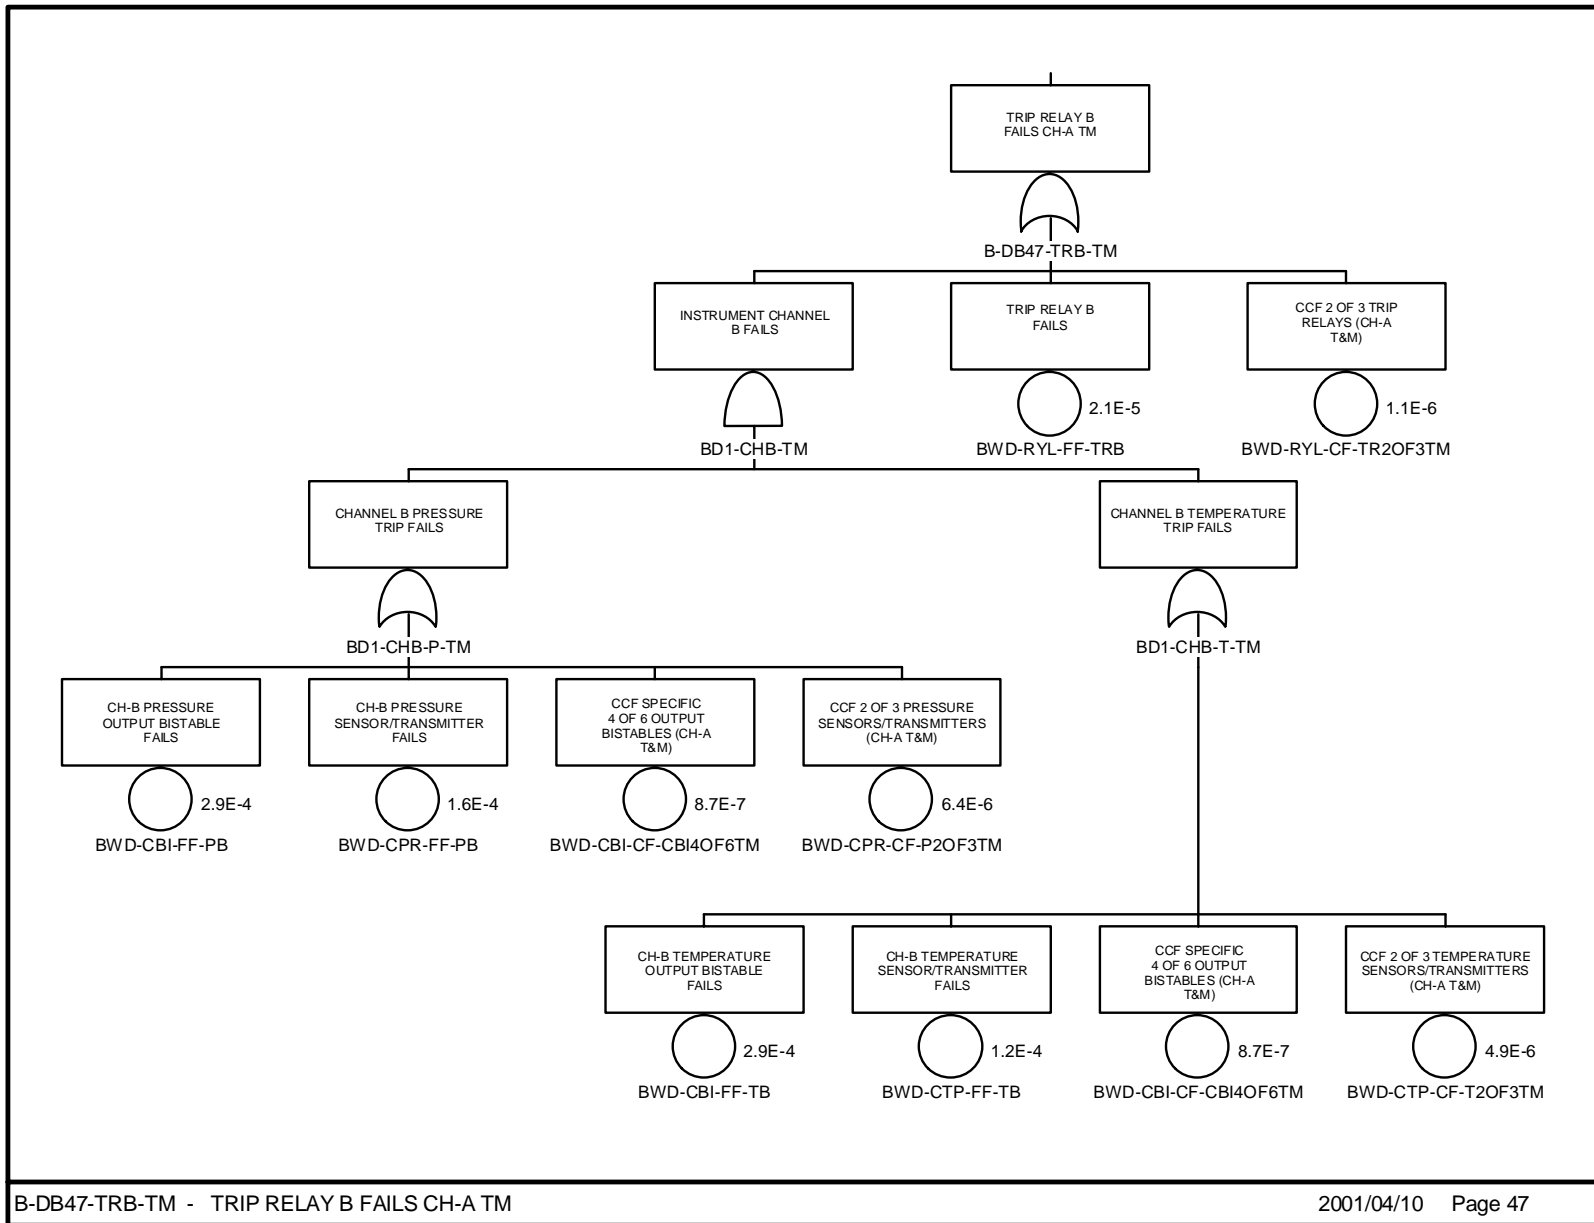 TRIP RELAY B
FAILS CH-A TM
B-DB47-TRB-TM
INSTRUMENT CHANNEL
B FAILS
BD1-CHB-TM
TRIP RELAY B
FAILS
2.1E-5
BWD-RYL-FF-TRB
CCF 2 OF 3 TRIP
RELAYS (CH-A
T&M)
1.1E-6
BWD-RYL-CF-TR2OF3TM
CHANNEL B PRESSURE
TRIP FAILS
BD1-CHB-P-TM
CHANNEL B TEMPERATURE
TRIP FAILS
BD1-CHB-T-TM
CH-B PRESSURE
OUTPUT BISTABLE
FAILS
2.9E-4
BWD-CBI-FF-PB
CH-B PRESSURE
SENSOR/TRANSMITTER
FAILS
1.6E-4
BWD-CPR-FF-PB
CCF SPECIFIC
4 OF 6 OUTPUT
BISTABLES (CH-A
T&M)
8.7E-7
BWD-CBI-CF-CBI4OF6TM
CCF 2 OF 3 PRESSURE
SENSORS/TRANSMITTERS
(CH-A T&M)
6.4E-6
BWD-CPR-CF-P2OF3TM
CH-B TEMPERATURE
OUTPUT BISTABLE
FAILS
2.9E-4
BWD-CBI-FF-TB
CH-B TEMPERATURE
SENSOR/TRANSMITTER
FAILS
1.2E-4
BWD-CTP-FF-TB
CCF SPECIFIC
4 OF 6 OUTPUT
BISTABLES (CH-A
T&M)
8.7E-7
BWD-CBI-CF-CBI4OF6TM
CCF 2 OF 3 TEMPERATURE
SENSORS/TRANSMITTERS
(CH-A T&M)
4.9E-6
BWD-CTP-CF-T2OF3TM
B-DB47-TRB-TM - TRIP RELAY B FAILS CH-A TM
2001/04/10 Page 47